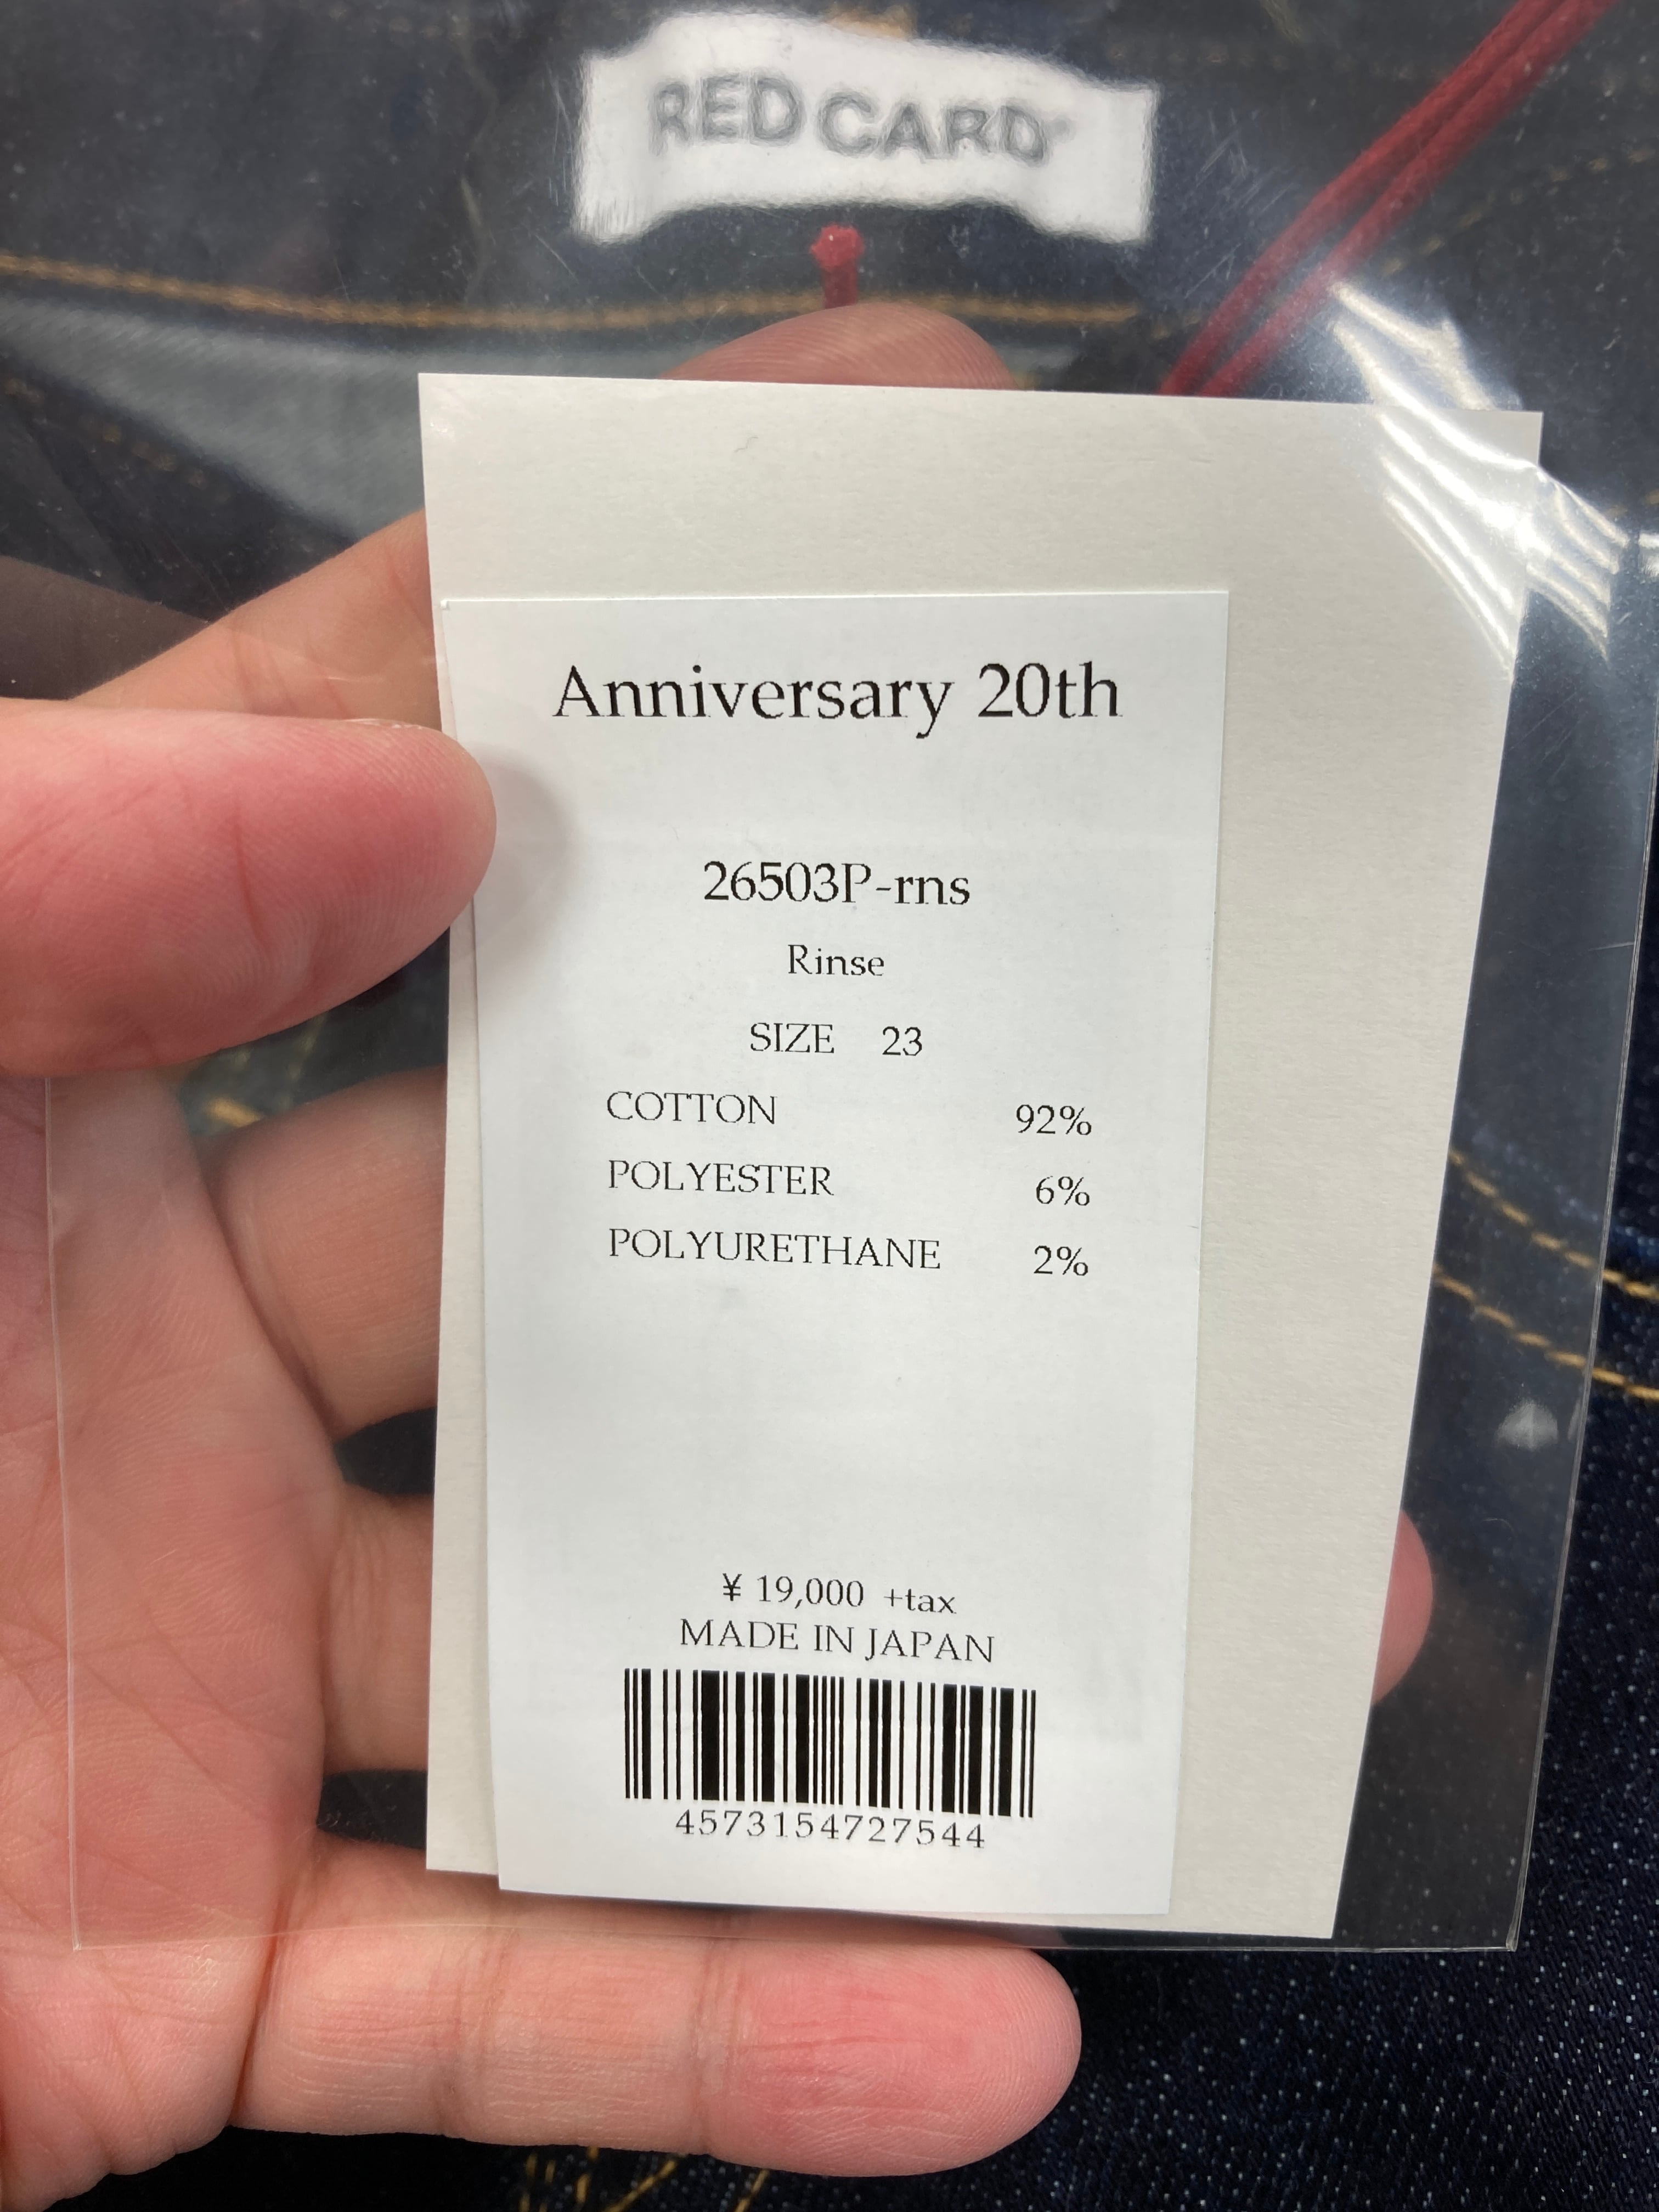 RED CARD
Anniversary 20th
26503P-rns
Rinse
SIZE 23
COTTON 92%
POLYESTER 6%
POLYURETHANE 2%
¥ 19,000 +tax
MADE IN JAPAN
4573154727544